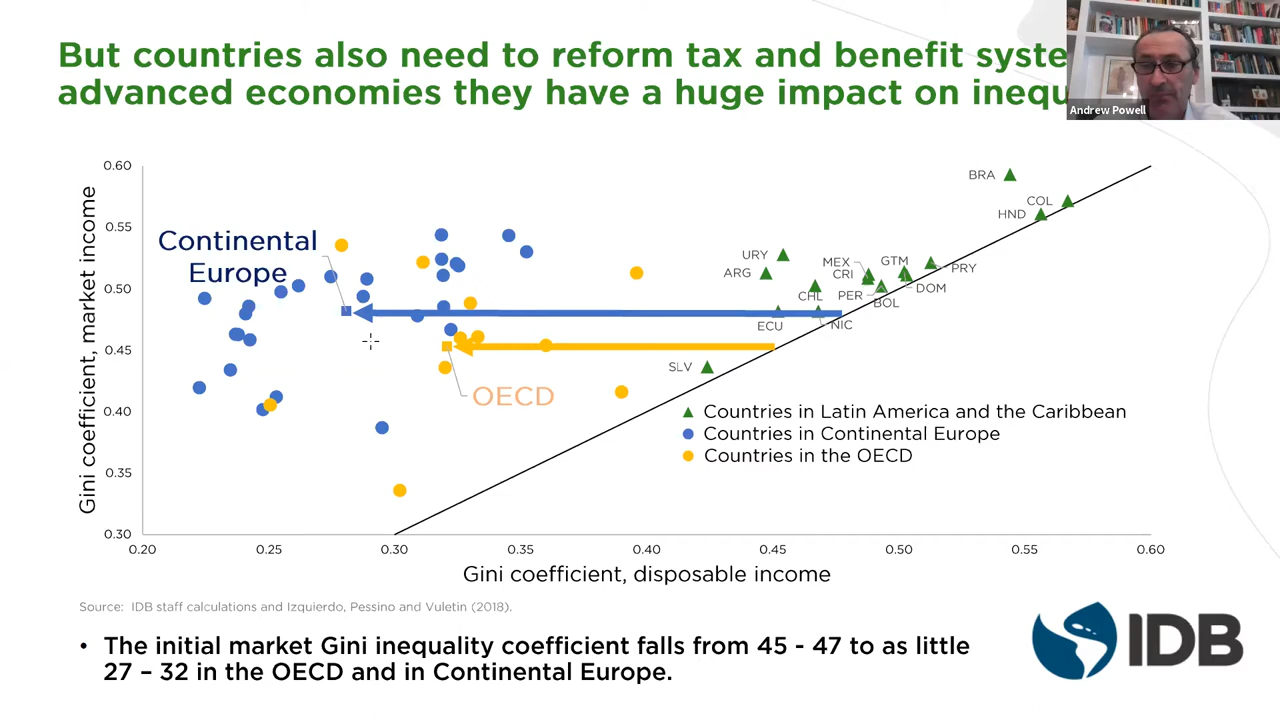 But countries also need to reform tax and benefit syste
advanced economies they have a huge impact on inequ
Andrew Powell
Gini coefficient, market income
0.60
0.55
0.50
0.45
0.40
0.35
0.30
Continental
Europe
OECD
BRA
COL
HND
URY
ARG
MEX
CRI
GTM
PRY
CHL
PER
BOL
DOM
ECU
NIC
SLV
Countries in Latin America and the Caribbean
Countries in Continental Europe
Countries in the OECD
0.20 0.25 0.30 0.35 0.40 0.45 0.50 0.55 0.60
Gini coefficient, disposable income
Source: IDB staff calculations and Izquierdo, Pessino and Vuletin (2018).
• The initial market Gini inequality coefficient falls from 45 - 47 to as little
27 – 32 in the OECD and in Continental Europe.
IDB